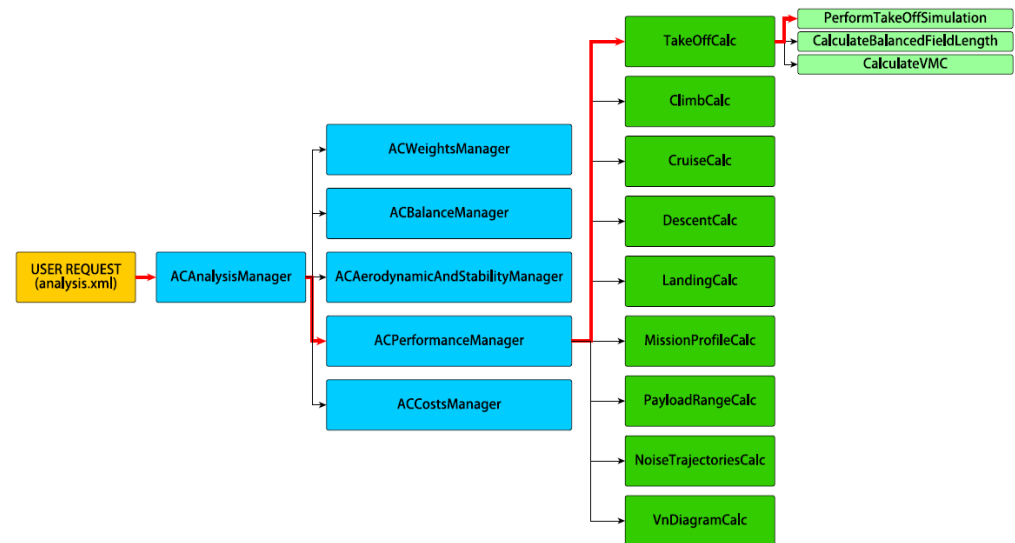 USER REQUEST
(analysis.xml)
ACAnalysisManager
ACWeightsManager
ACBalanceManager
ACAerodynamicAndStabilityManager
ACPerformanceManager
ACCostsManager
TakeOffCalc
ClimbCalc
CruiseCalc
DescentCalc
LandingCalc
MissionProfileCalc
PayloadRangeCalc
NoiseTrajectoriesCalc
VnDiagramCalc
PerformTakeOffSimulation
CalculateBalancedFieldLength
CalculateVMC